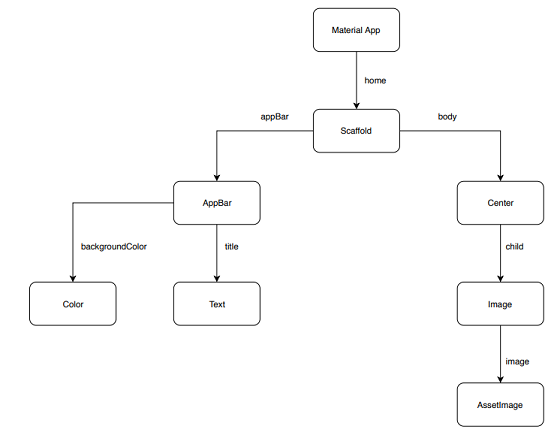 Material App
home
appBar
body
Scaffold
AppBar
Center
backgroundColor
title
child
Color
Text
Image
image
AssetImage